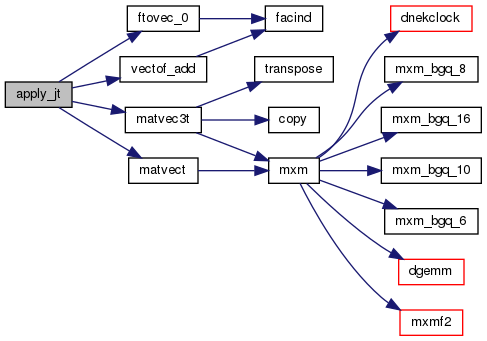 apply_jt
ftovec_0
vectof_add
matvec3t
matvect
facind
transpose
copy
mxm
dnekclock
mxm_bgq_8
mxm_bgq_16
mxm_bgq_10
mxm_bgq_6
dgemm
mxmf2